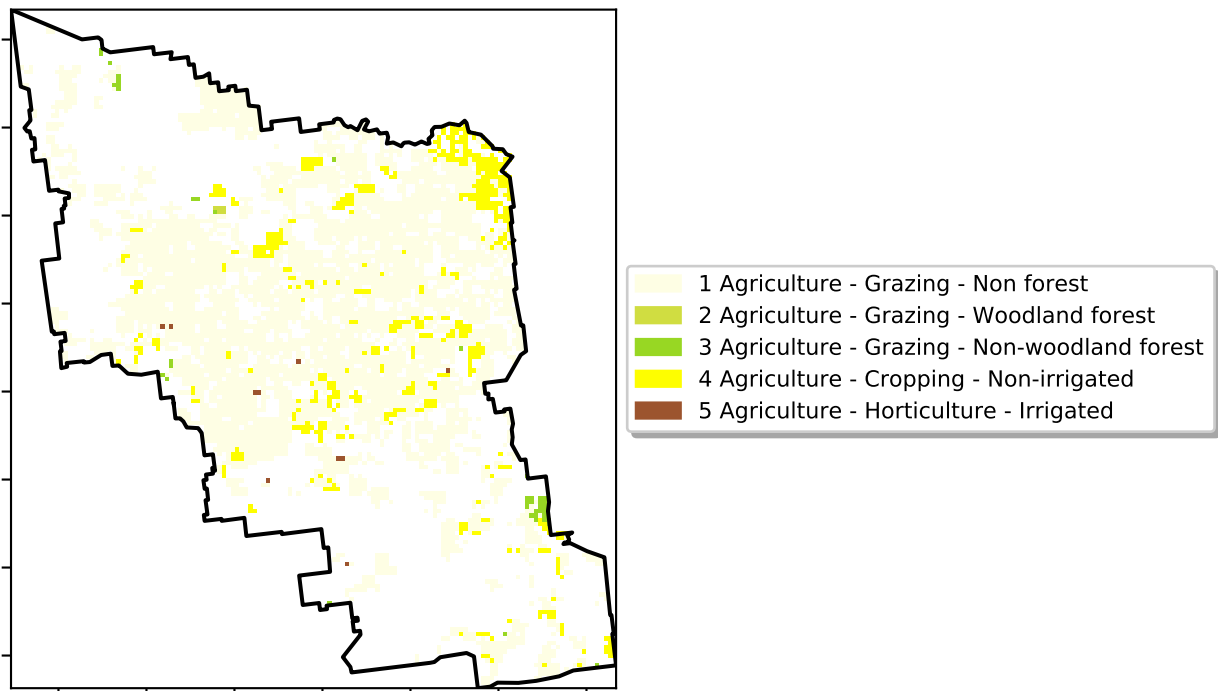 1 Agriculture - Grazing - Non forest
2 Agriculture - Grazing - Woodland forest
3 Agriculture - Grazing - Non-woodland forest
4 Agriculture - Cropping - Non-irrigated
5 Agriculture - Horticulture - Irrigated